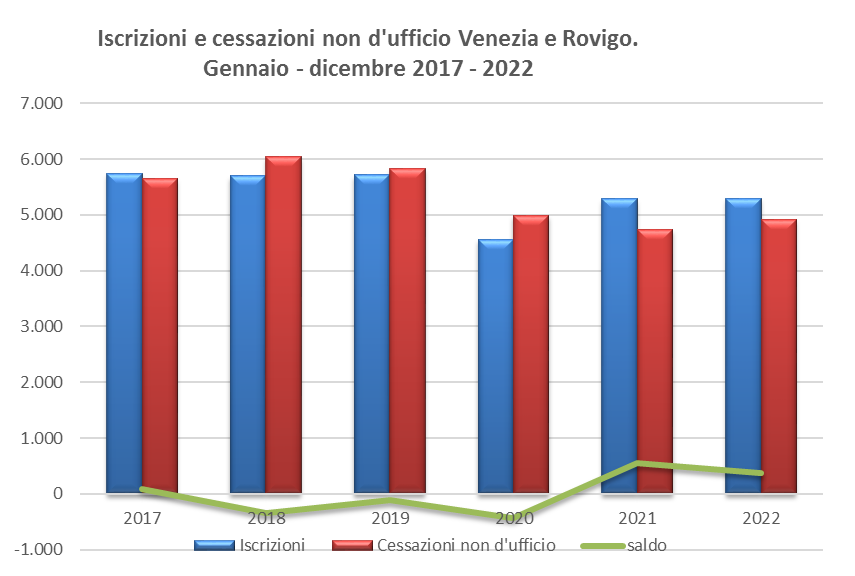 Iscrizioni e cessazioni non d'ufficio Venezia e Rovigo.
Gennaio - dicembre 2017 - 2022
7.000
6.000
5.000
4.000
3.000
2.000
1.000
0
-1.000
2017 2018 2019 2020 2021 2022
Iscrizioni Cessazioni non d'ufficio saldo